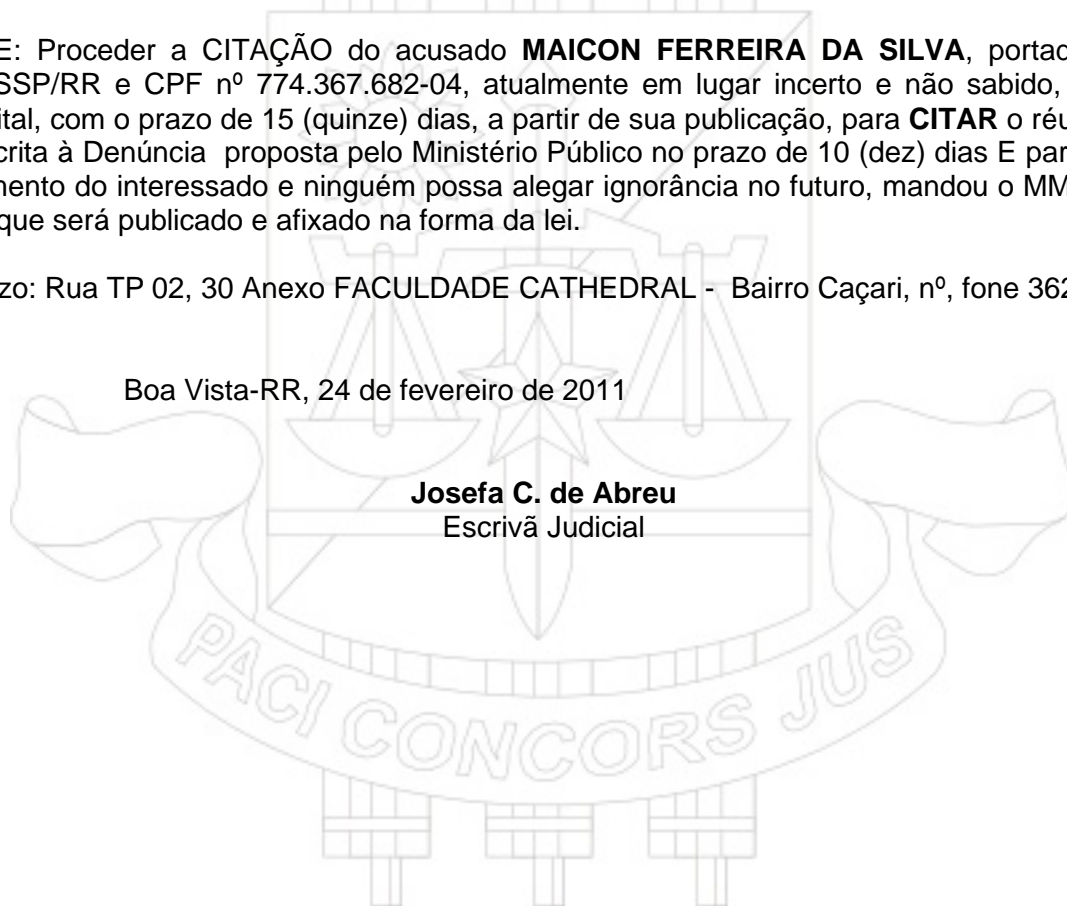 E: Proceder a CITAÇÃO do acusado MAICON FERREIRA DA SILVA, portad
SSP/RR e CPF nº 774.367.682-04, atualmente em lugar incerto e não sabido,
ital, com o prazo de 15 (quinze) dias, a partir de sua publicação, para CITAR o réu
crita à Denúncia proposta pelo Ministério Público no prazo de 10 (dez) dias E par
mento do interessado e ninguém possa alegar ignorância no futuro, mandou o MM
que será publicado e afixado na forma da lei.
zo: Rua TP 02, 30 Anexo FACULDADE CATHEDRAL - Bairro Caçari, nº, fone 362
Boa Vista-RR, 24 de fevereiro de 2011
Josefa C. de Abreu
Escrivã Judicial
PACI CONCORS JUS